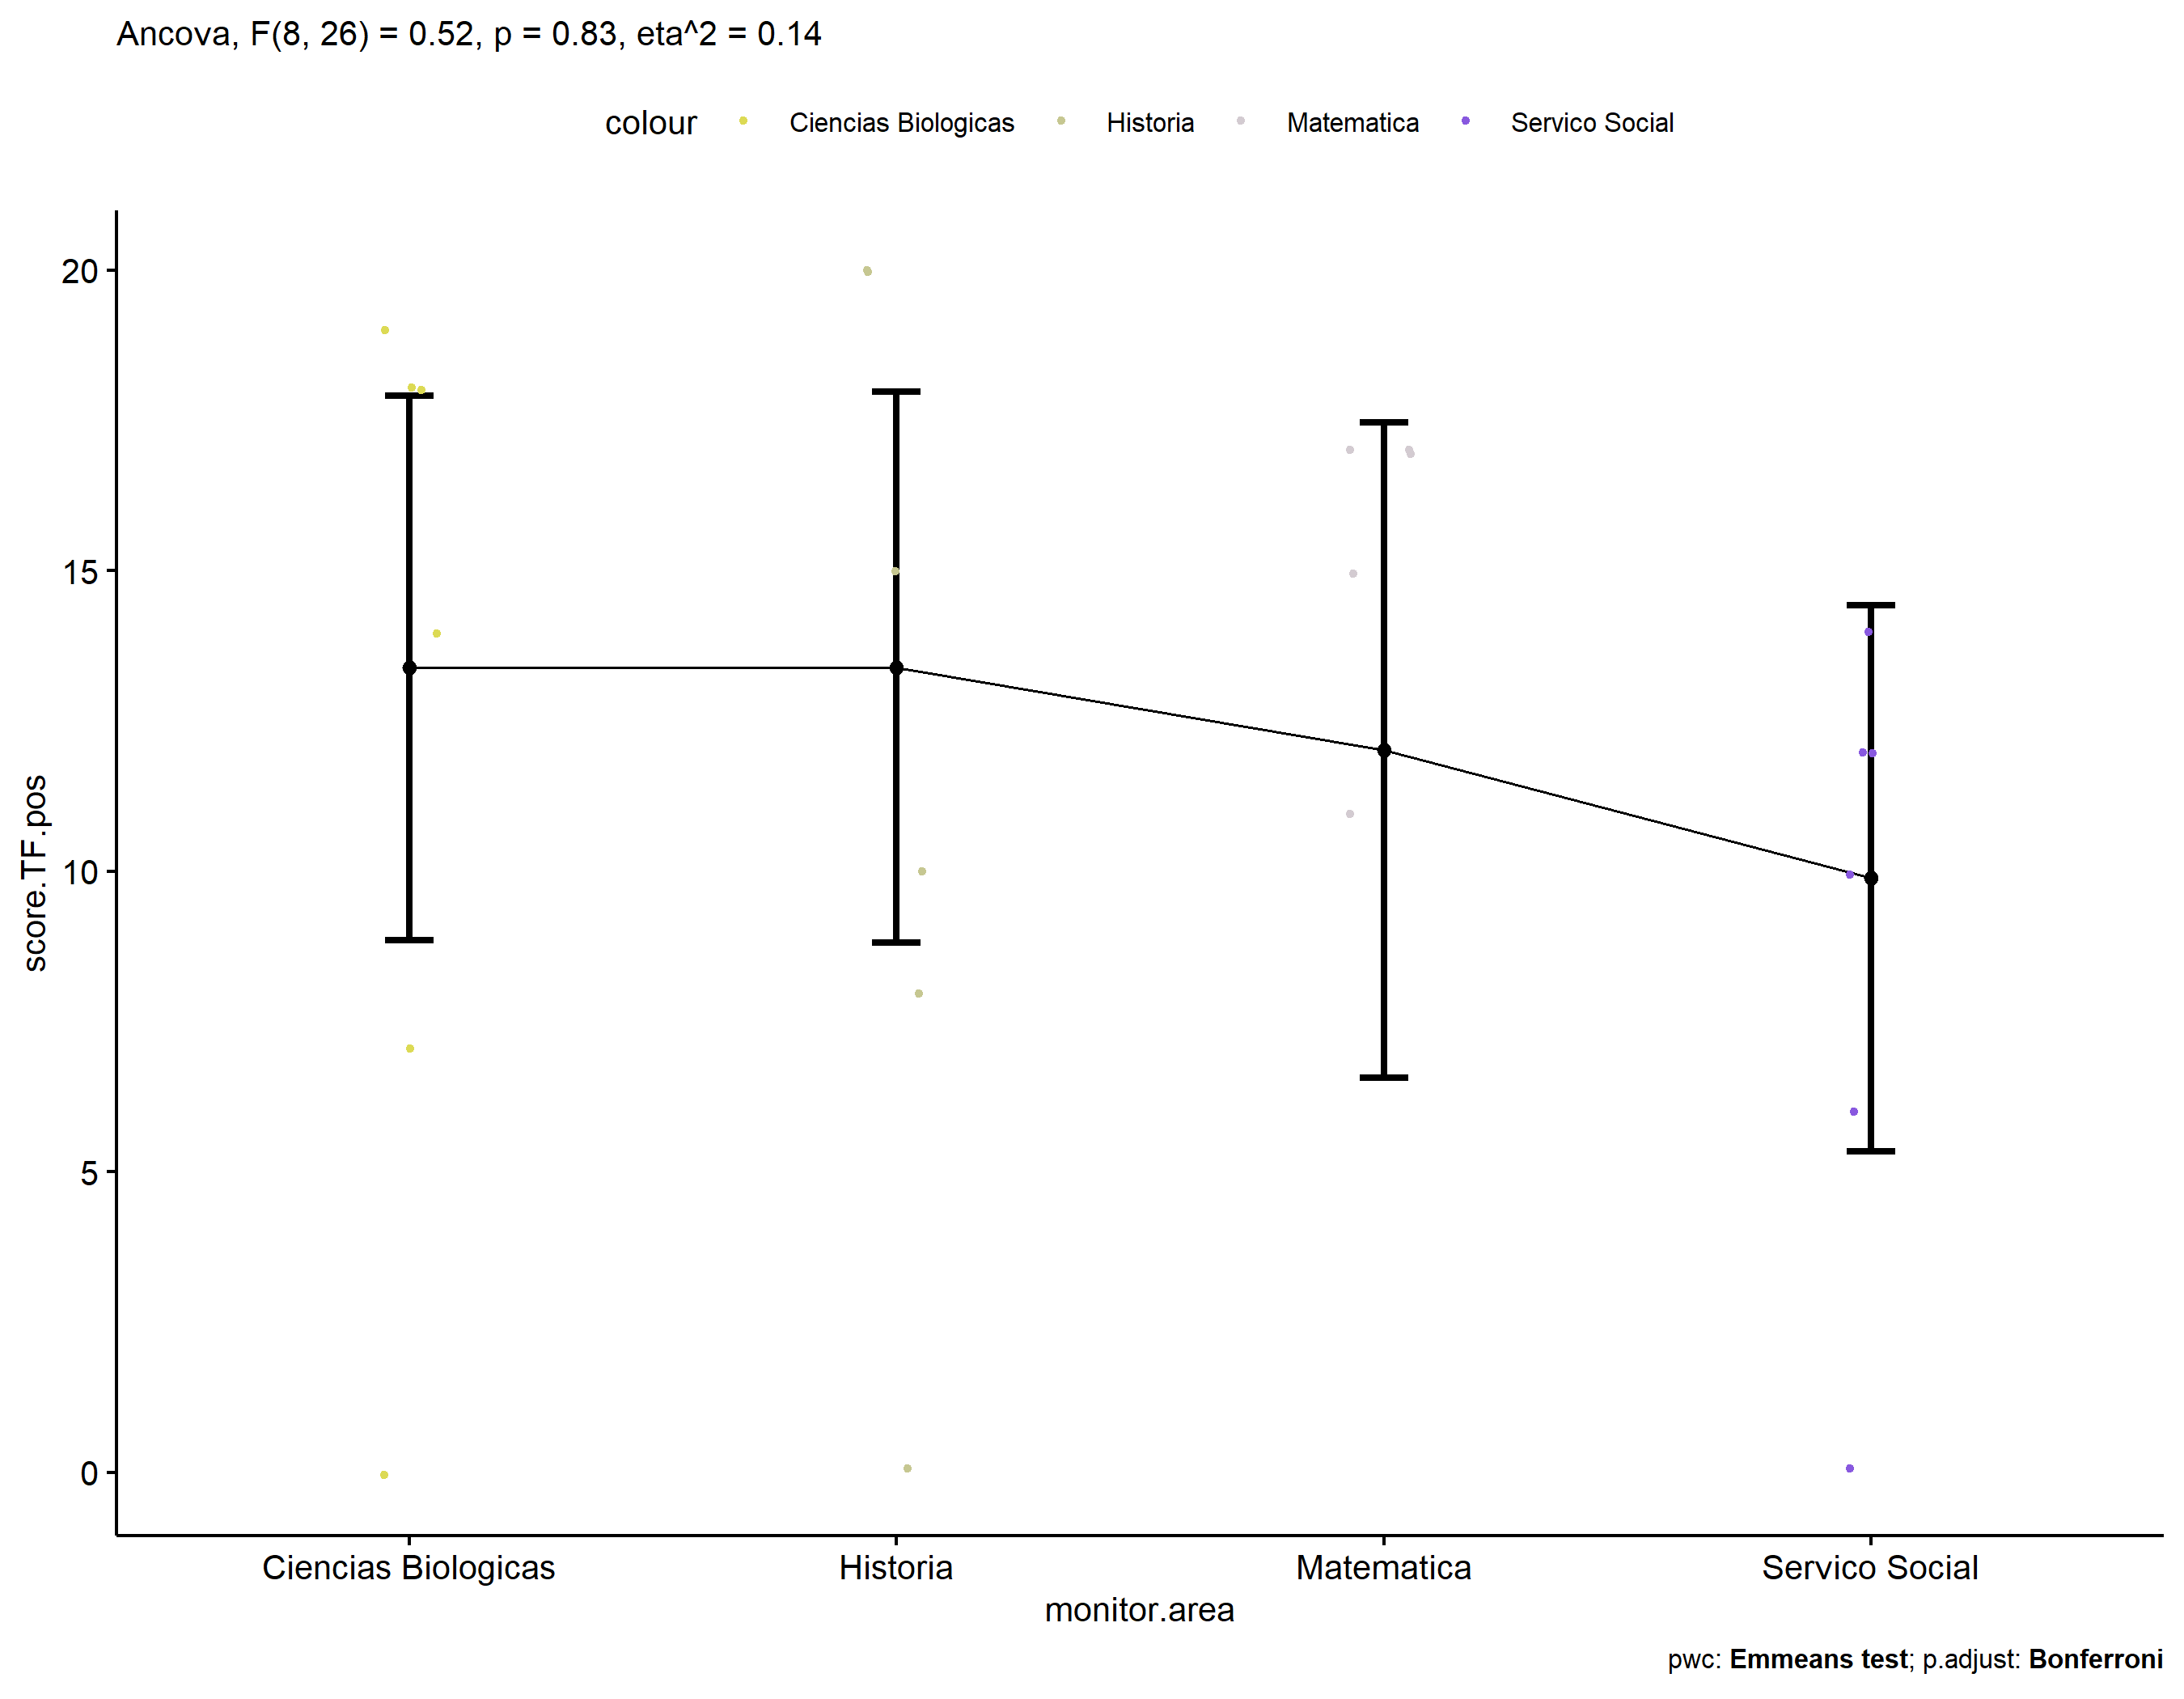 Ancova, F(8, 26) = 0.52, p = 0.83, eta^2 = 0.14
colour Ciencias Biologicas Historia Matematica Servico Social
score.TF.pos
20
15
10
5
0
Ciencias Biologicas Historia Matematica Servico Social
monitor.area
pwc: Emmeans test; p.adjust: Bonferroni